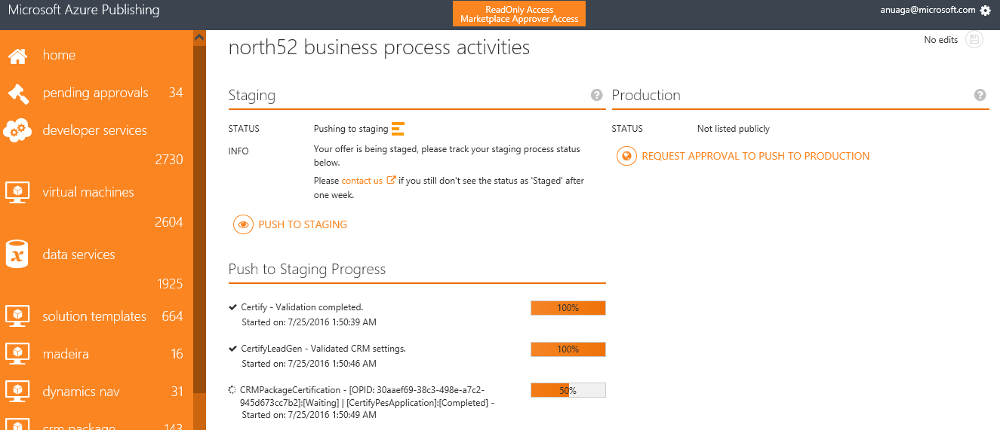 Microsoft Azure Publishing
ReadOnly Access
Marketplace Approver Access
anuaga@microsoft.com
home
pending approvals 34
developer services
2730
virtual machines
2604
data services
1925
solution templates 664
madeira 16
dynamics nav 31
crm package 143
No edits
north52 business process activities
Staging ?
STATUS Pushing to staging
INFO Your offer is being staged, please track your staging process status
below.
Please contact us if you still don't see the status as 'Staged' after
one week.
PUSH TO STAGING
Production ?
STATUS Not listed publicly
REQUEST APPROVAL TO PUSH TO PRODUCTION
Push to Staging Progress
Certify - Validation completed. 100%
Started on: 7/25/2016 1:50:39 AM
CertifyLeadGen - Validated CRM settings. 100%
Started on: 7/25/2016 1:50:46 AM
CRMPackageCertification - [OPID: 30aaef69-38c3-498e-a7c2- 50%
945d673cc7b2]:[Waiting] | [CertifyPesApplication]:[Completed] -
Started on: 7/25/2016 1:50:49 AM